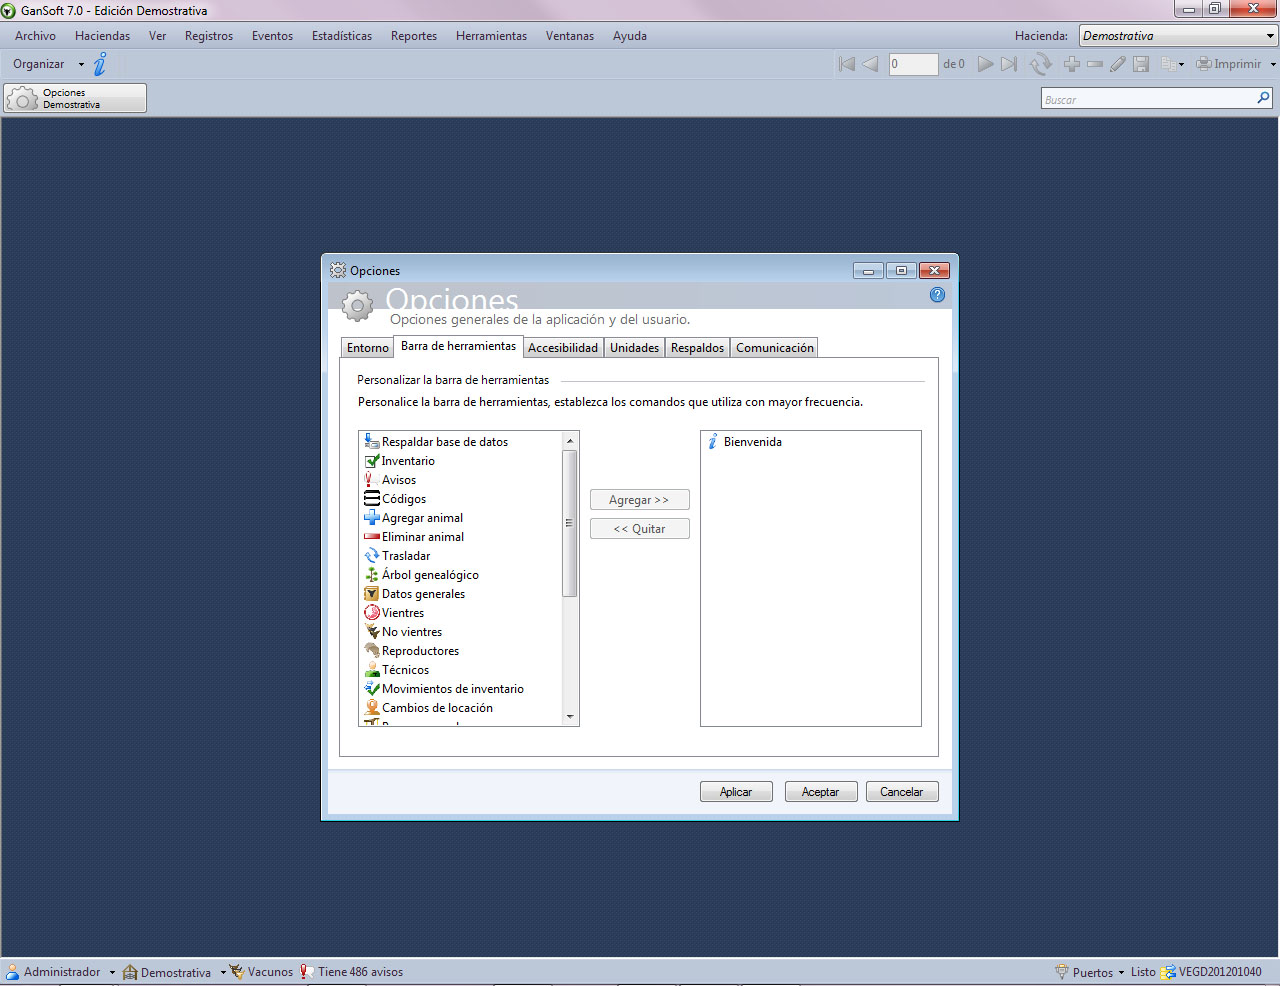 GanSoft 7.0 - Edición Demostrativa
Archivo Haciendas Ver Registros Eventos Estadísticas Reportes Herramientas Ventanas Ayuda Hacienda: Demostrativa
Organizar 0 de 0 Imprimir
Opciones
Demostrativa
Buscar
Opciones
Opciones
Opciones generales de la aplicación y del usuario.
Entorno Barra de herramientas Accesibilidad Unidades Respaldos Comunicación
Personalizar la barra de herramientas
Personalice la barra de herramientas, establezca los comandos que utiliza con mayor frecuencia.
Respaldar base de datos
Inventario
Avisos
Códigos
Agregar animal
Eliminar animal
Trasladar
Árbol genealógico
Datos generales
Vientres
No vientres
Reproductores
Técnicos
Movimientos de inventario
Cambios de locación
Agregar >>
<< Quitar
Bienvenida
Aplicar Aceptar Cancelar
Administrador Demostrativa Vacunos Tiene 486 avisos Puertos Listo VEGD201201040